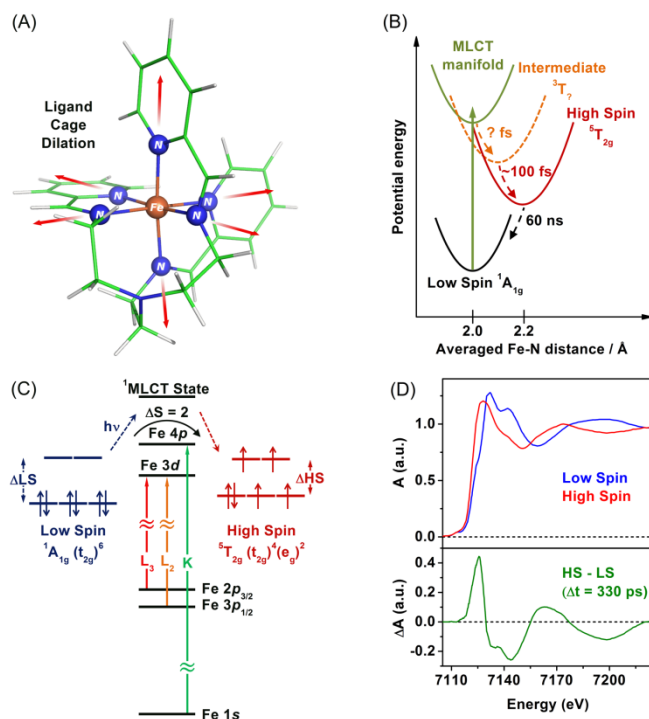 (A)
Ligand
Cage
Dilation
N
N
N
Fe
N
N
N
(B)
Potential energy
MLCT
manifold
Intermediate
³T?
High Spin
⁵T2g
? fs
~100 fs
60 ns
Low Spin ¹A1g
2.0
2.2
Averaged Fe-N distance / Å
(C)
¹MLCT State
ΔS = 2
hν
Fe 4p
Fe 3d
ΔLS
ΔHS
Low Spin
¹A1g (t2g)⁶
High Spin
⁵T2g (t2g)⁴(eg)²
L3
L2
K
Fe 2p3/2
Fe 3p1/2
Fe 1s
(D)
A (a.u.)
1.0
0.5
0.0
Low Spin
High Spin
ΔA (a.u.)
0.4
0.2
0.0
-0.2
HS - LS
(Δt = 330 ps)
7110
7140
7170
7200
Energy (eV)